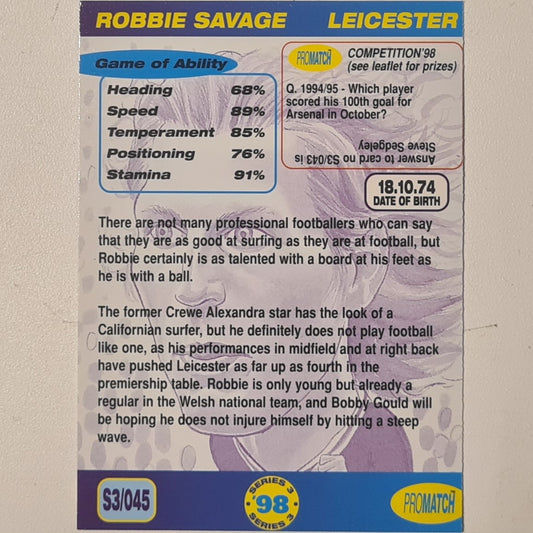 ROBBIE SAVAGE LEICESTER
Game of Ability
Heading 68%
Speed 89%
Temperament 85%
Positioning 76%
Stamina 91%
PROMATCH COMPETITION'98
(see leaflet for prizes)
Q. 1994/95 - Which player
scored his 100th goal for
Arsenal in October?
Answer to card no S3/043 is
Steve Sedgeley
18.10.74
DATE OF BIRTH
There are not many professional footballers who can say
that they are as good at surfing as they are at football, but
Robbie certainly is as talented with a board at his feet as
he is with a ball.
The former Crewe Alexandra star has the look of a
Californian surfer, but he definitely does not play football
like one, as his performances in midfield and at right back
have pushed Leicester as far up as fourth in the
premiership table. Robbie is only young but already a
regular in the Welsh national team, and Bobby Gould will
be hoping he does not injure himself by hitting a steep
wave.
S3/045
SERIES 3
'98
SERIES 3
PROMATCH